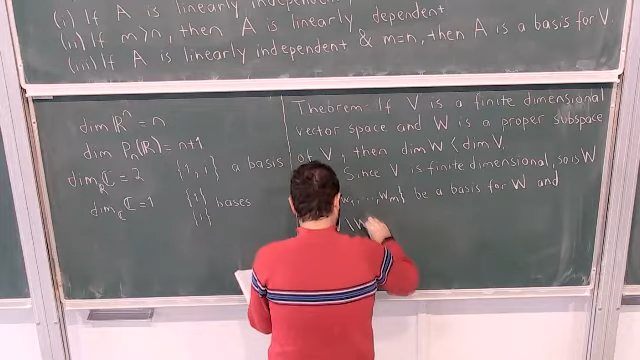 (i) If A is linearly
(ii) If m>n, then A is linearly dependent
(iii) If A is linearly independent & m=n, then A is a basis for V
dim ℝⁿ = n
dim Pₙ(ℝ) = n+1
dim_ℝ ℂ = 2 {1, i} a basis
dim_ℂ ℂ = 1 {1} bases
{i}
Theorem: If V is a finite dimensional
vector space and W is a proper subspace
of V, then dim W < dim V.
Since V is finite dimensional, so is W
w₁, ..., wₘ} be a basis for W and
\W